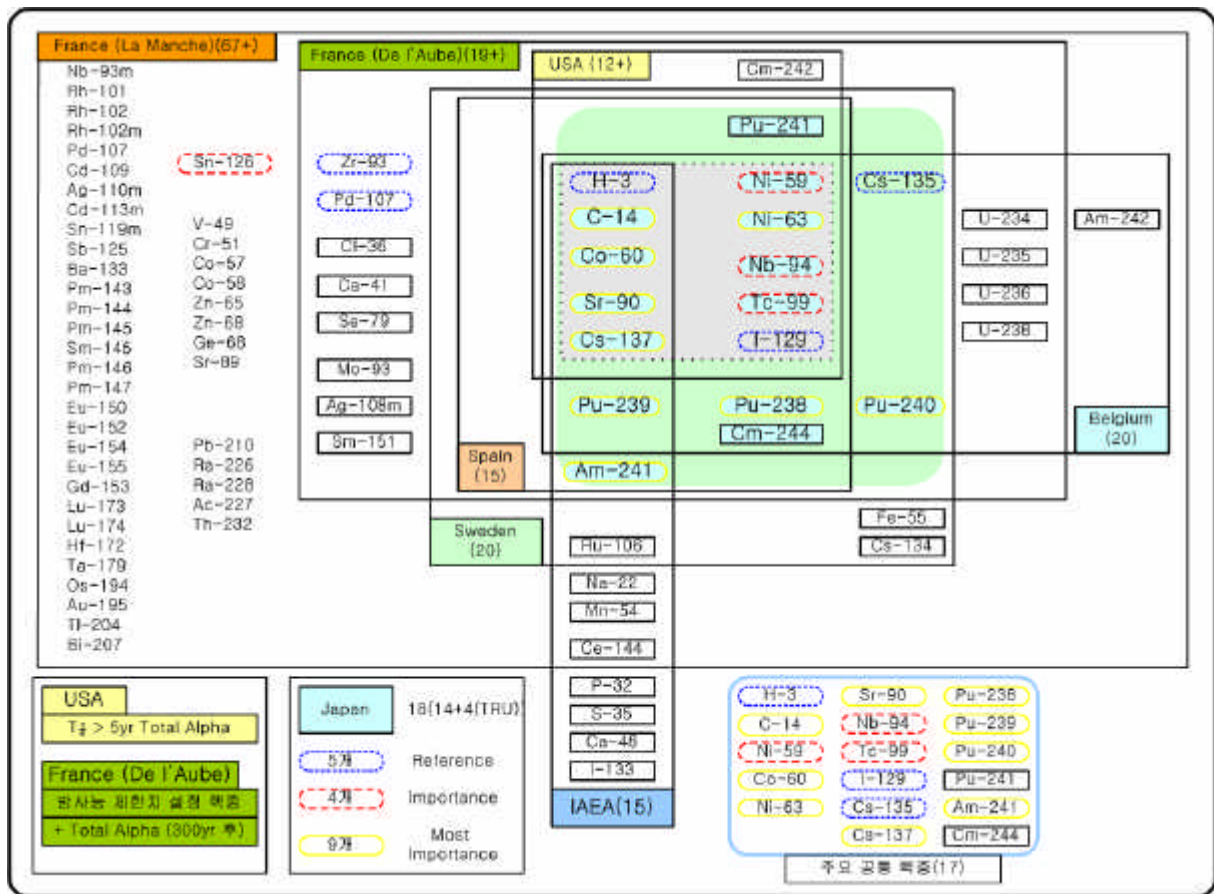 France (La Manche)(67+)
Nb-93m
Rh-101
Rh-102
Rh-102m
Pd-107
Cd-109
Ag-110m
Cd-113m
Sn-119m
Sb-125
Ba-133
Pm-143
Pm-144
Pm-145
Sm-145
Pm-146
Pm-147
Eu-150
Eu-152
Eu-154
Eu-155
Gd-153
Lu-173
Lu-174
Hf-172
Ta-179
Os-194
Au-195
Tl-204
Bi-207
Sn-126
V-49
Cr-51
Co-57
Co-58
Zn-65
Zn-68
Ge-68
Sr-89
Pb-210
Ra-226
Ra-228
Ac-227
Th-232
France (De l'Aube)(19+)
Zr-93
Pd-107
Cl-36
Ca-41
Se-79
Mo-93
Ag-108m
Sm-151
USA (12+)
Cm-242
Pu-241
H-3
Ni-59
Cs-135
C-14
Ni-63
Co-60
Nb-94
Sr-90
Tc-99
Cs-137
I-129
Pu-239
Pu-238
Pu-240
Cm-244
Am-241
U-234
U-235
U-236
U-238
Am-242
Belgium
(20)
Spain
(15)
Sweden
(20)
Fe-55
Cs-134
Ru-106
Na-22
Mn-54
Ce-144
P-32
S-35
Ca-46
I-133
IAEA(15)
USA
T½ > 5yr Total Alpha
France (De l'Aube)
방사능 제한치 설정 핵종
+ Total Alpha (300yr 후)
Japan
18(14+4(TRU))
5개
Reference
4개
Importance
9개
Most
Importance
H-3
Sr-90
Pu-238
C-14
Nb-94
Pu-239
Ni-59
Tc-99
Pu-240
Co-60
I-129
Pu-241
Ni-63
Cs-135
Am-241
Cs-137
Cm-244
주요 공통 핵종(17)